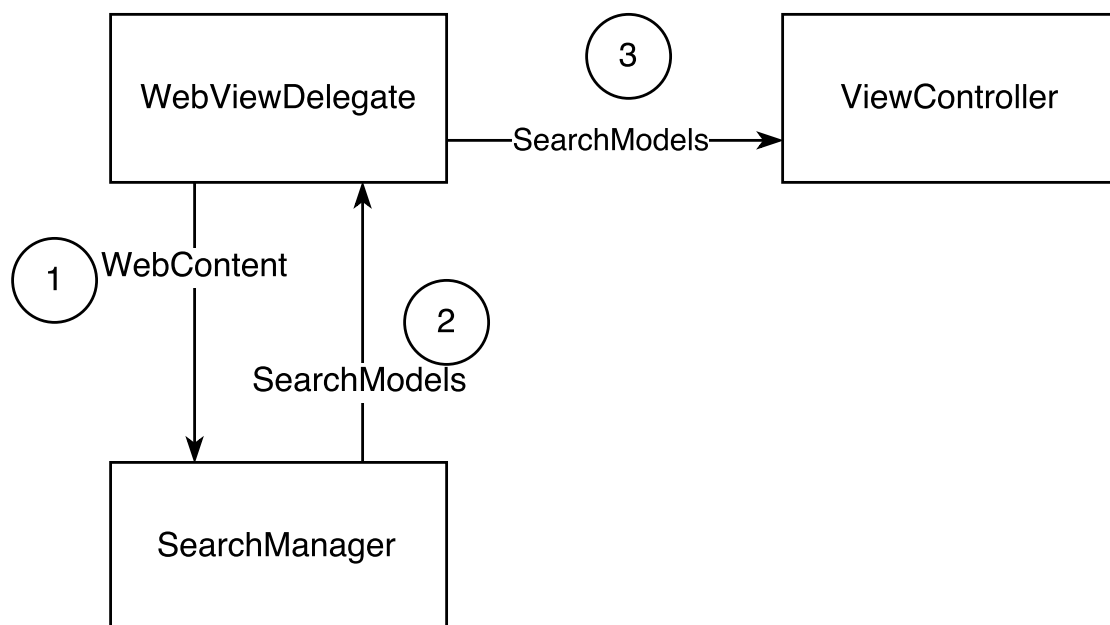 WebViewDelegate
3
ViewController
SearchModels
1
WebContent
2
SearchModels
SearchManager